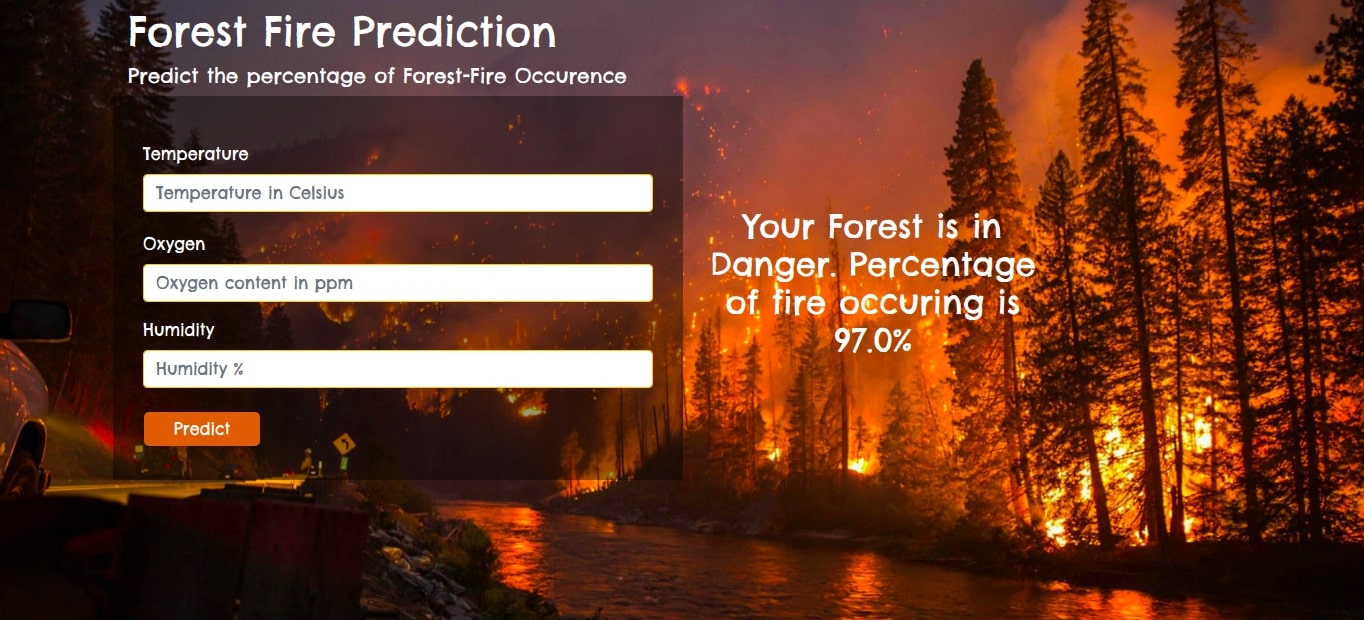 Forest Fire Prediction
Predict the percentage of Forest-Fire Occurence
Temperature
Temperature in Celsius
Oxygen
Oxygen content in ppm
Humidity
Humidity %
Predict
Your Forest is in
Danger. Percentage
of fire occuring is
97.0%